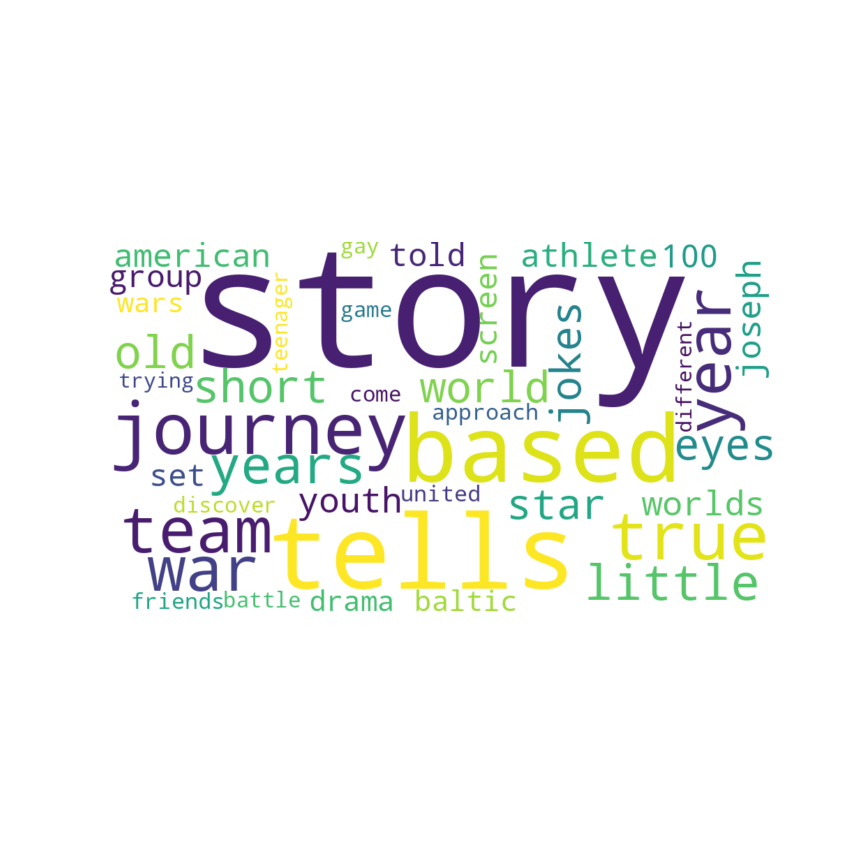 american
gay
told
athlete
100
group
story
screen
joseph
wars
teenager
game
jokes
year
old
different
trying
short
come
world
journey
approach
based
eyes
set
years
discover
youth
united
star
worlds
team
tells
true
war
little
friends
battle
drama
baltic